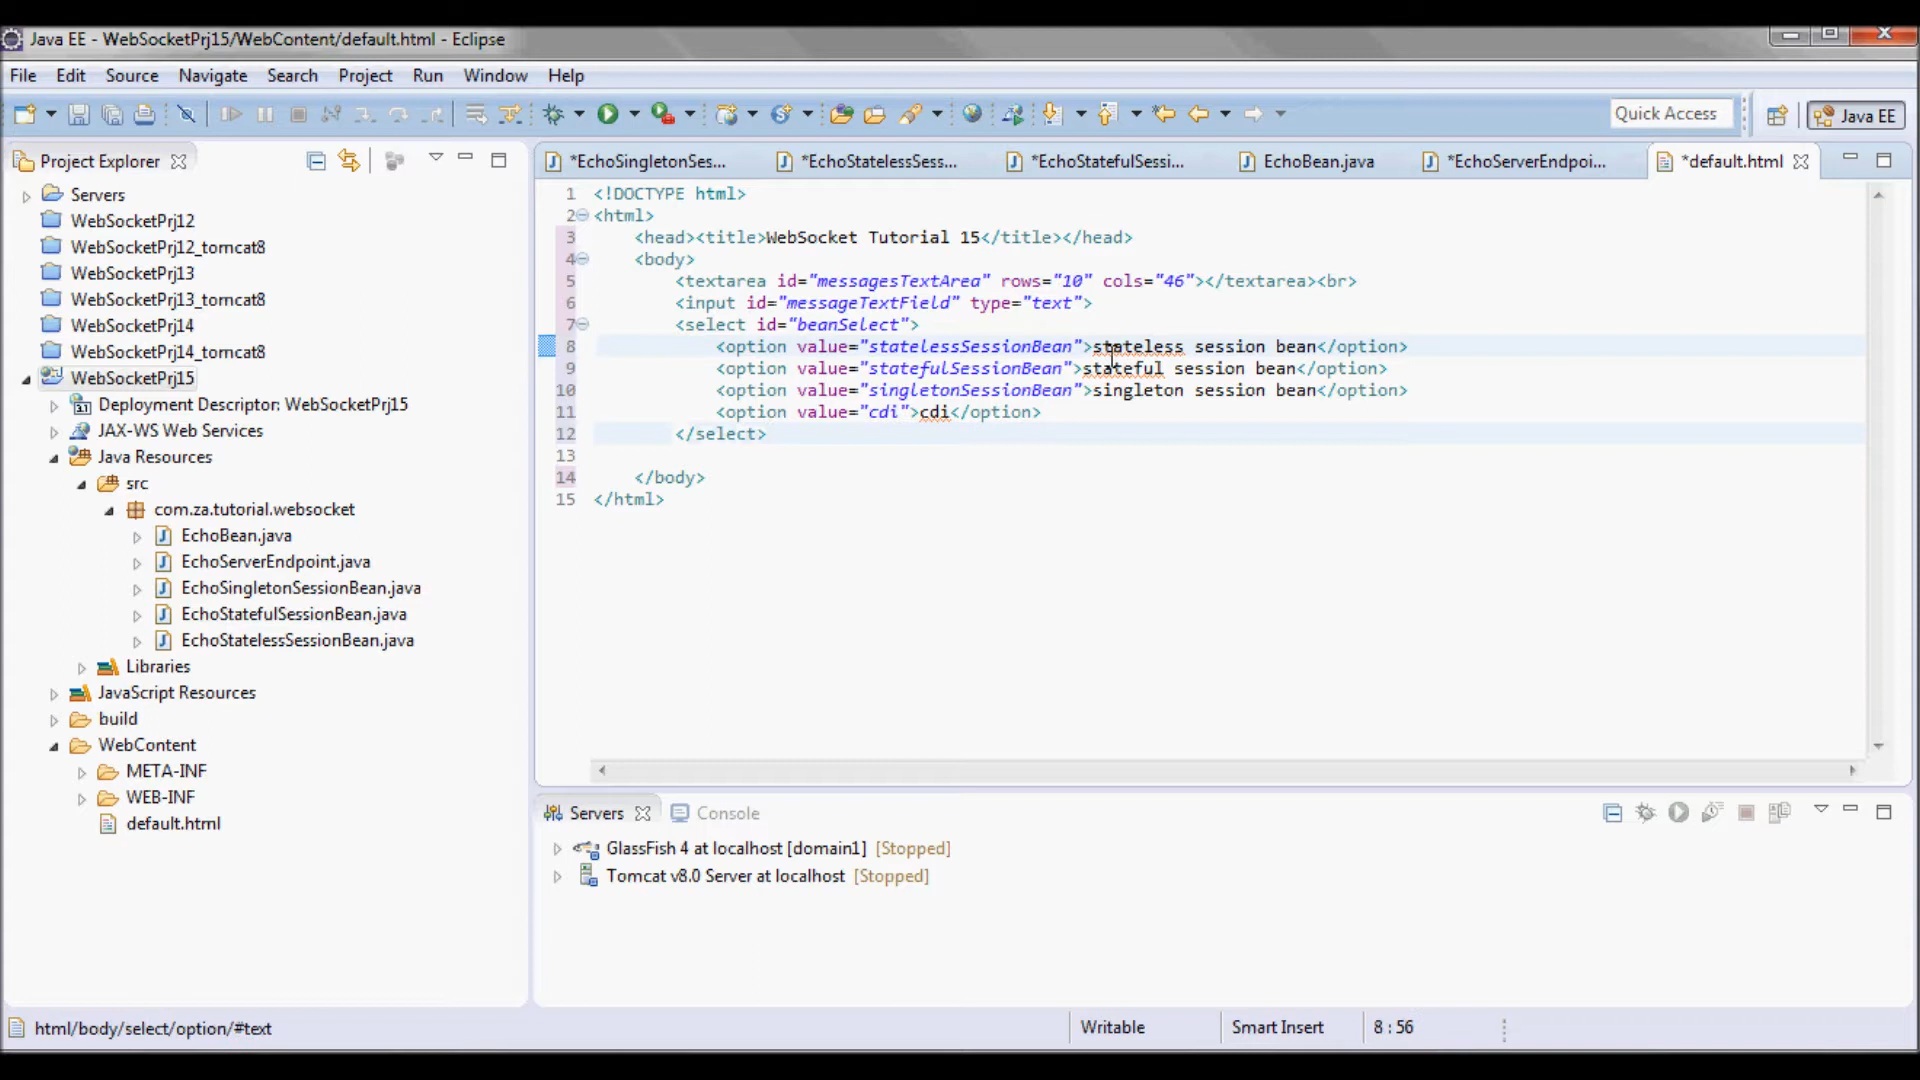 Java EE - WebSocketPrj15/WebContent/default.html - Eclipse
File Edit Source Navigate Search Project Run Window Help
Quick Access
Java EE
Project Explorer
Servers
WebSocketPrj12
WebSocketPrj12_tomcat8
WebSocketPrj13
WebSocketPrj13_tomcat8
WebSocketPrj14
WebSocketPrj14_tomcat8
WebSocketPrj15
Deployment Descriptor: WebSocketPrj15
JAX-WS Web Services
Java Resources
src
com.za.tutorial.websocket
EchoBean.java
EchoServerEndpoint.java
EchoSingletonSessionBean.java
EchoStatefulSessionBean.java
EchoStatelessSessionBean.java
Libraries
JavaScript Resources
build
WebContent
META-INF
WEB-INF
default.html
*EchoSingletonSes... *EchoStatelessSess... *EchoStatefulSessi... EchoBean.java *EchoServerEndpoi... *default.html
1 <!DOCTYPE html>
2 <html>
3 <head><title>WebSocket Tutorial 15</title></head>
4 <body>
5 <textarea id="messagesTextArea" rows="10" cols="46"></textarea><br>
6 <input id="messageTextField" type="text">
7 <select id="beanSelect">
8 <option value="statelessSessionBean">stateless session bean</option>
9 <option value="statefulSessionBean">stateful session bean</option>
10 <option value="singletonSessionBean">singleton session bean</option>
11 <option value="cdi">cdi</option>
12 </select>
13
14 </body>
15 </html>
Servers Console
GlassFish 4 at localhost [domain1] [Stopped]
Tomcat v8.0 Server at localhost [Stopped]
html/body/select/option/#text Writable Smart Insert 8 : 56